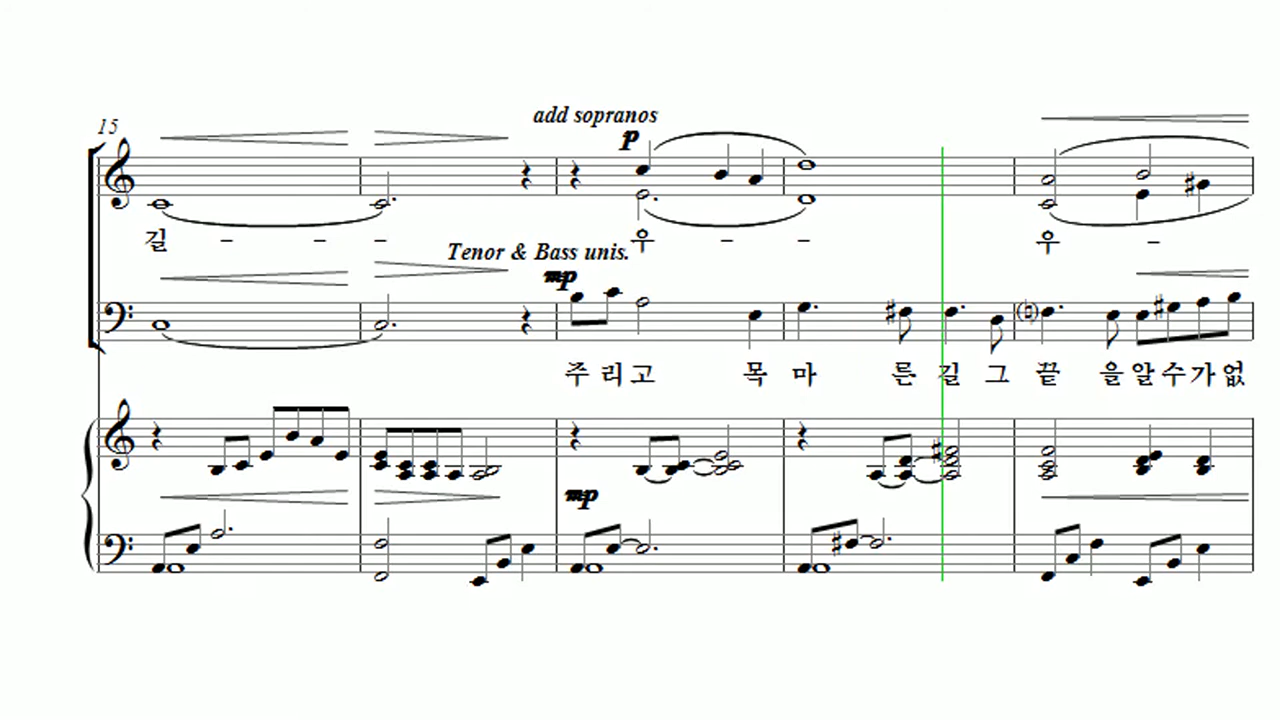 15
add sopranos
p
길 - - - 우 - - 우 -
Tenor & Bass unis.
mp
주 리 고 목 마 른 길 그 끝 을 알 수 가 없
mp